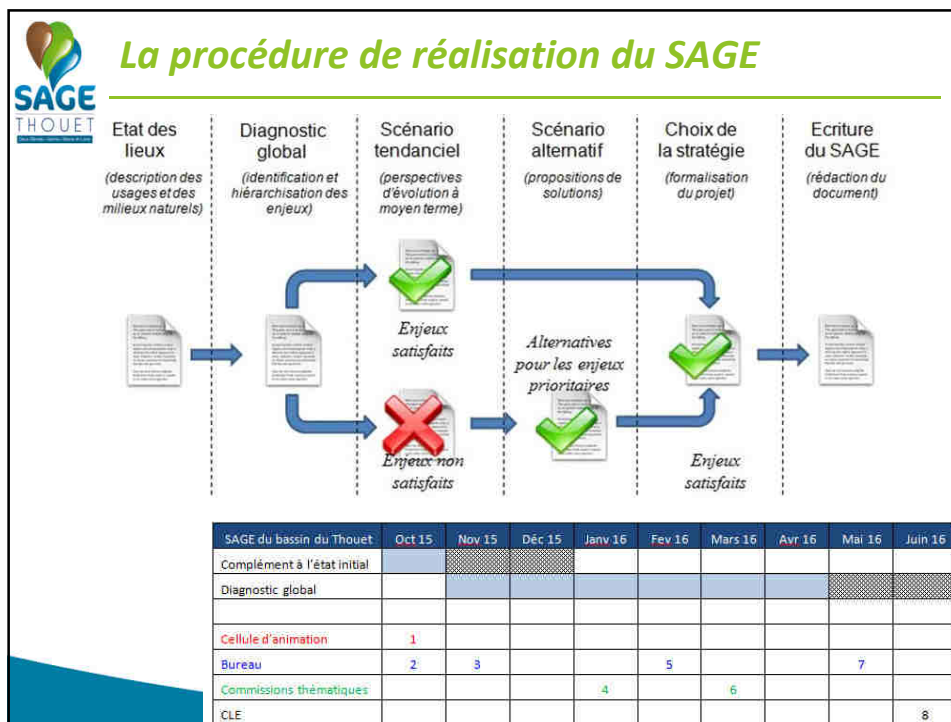 La procédure de réalisation du SAGE
SAGE
THOUET
Etat des
lieux
(description des
usages et des
milieux naturels)
Diagnostic
global
(identification et
hiérarchisation des
enjeux)
Scénario
tendanciel
(perspectives
d'évolution à
moyen terme)
Scénario
alternatif
(propositions de
solutions)
Choix de
la stratégie
(formalisation
du projet)
Ecriture
du SAGE
(rédaction du
document)
Enjeux
satisfaits
Alternatives
pour les enjeux
prioritaires
Enjeux non
satisfaits
Enjeux
satisfaits
SAGE du bassin du Thouet Oct 15 Nov 15 Déc 15 Janv 16 Fev 16 Mars 16 Avr 16 Mai 16 Juin 16
Complément à l'état initial
Diagnostic global
Cellule d'animation 1
Bureau 2 3 5 7
Commissions thématiques 4 6
CLE 8